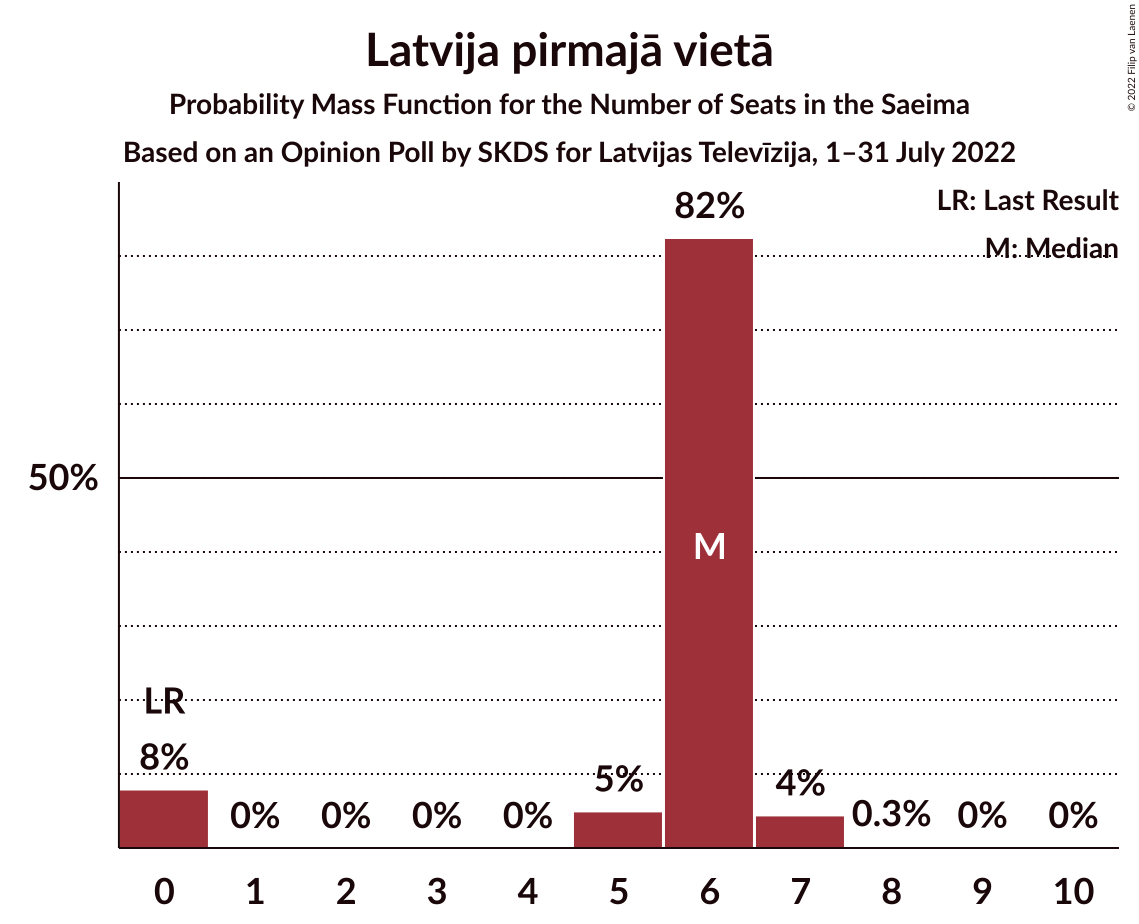 Latvija pirmajā vietā
Probability Mass Function for the Number of Seats in the Saeima
Based on an Opinion Poll by SKDS for Latvijas Televīzija, 1–31 July 2022
© 2022 Filip van Laenen
LR: Last Result
M: Median
82%
50%
M
LR
8%
0%
0%
0%
0%
5%
4%
0.3%
0%
0%
0 1 2 3 4 5 6 7 8 9 10